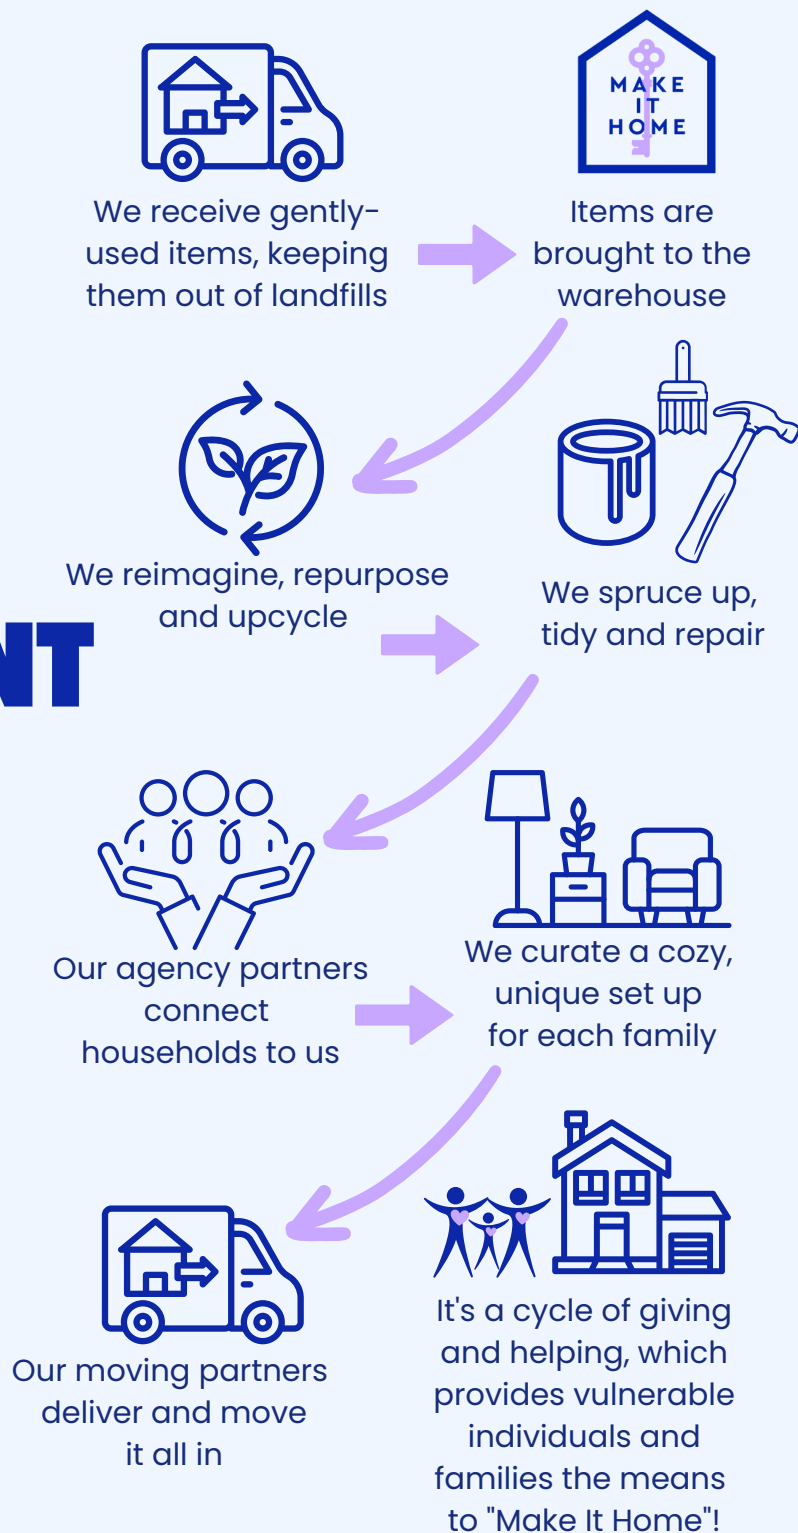 MAKE
IT
HOME
We receive gently-
used items, keeping
them out of landfills
Items are
brought to the
warehouse
We reimagine, repurpose
and upcycle
We spruce up,
tidy and repair
NT
Our agency partners
connect
households to us
We curate a cozy,
unique set up
for each family
Our moving partners
deliver and move
it all in
It's a cycle of giving
and helping, which
provides vulnerable
individuals and
families the means
to "Make It Home"!